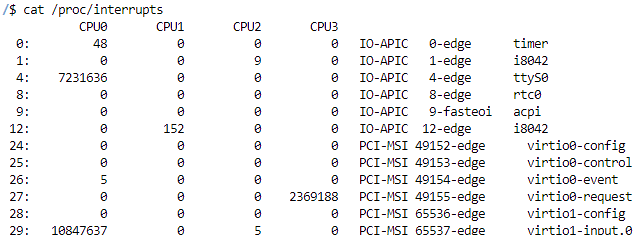 /$ cat /proc/interrupts
CPU0 CPU1 CPU2 CPU3
0: 48 0 0 0 IO-APIC 0-edge timer
1: 0 0 9 0 IO-APIC 1-edge i8042
4: 7231636 0 0 0 IO-APIC 4-edge ttyS0
8: 0 0 0 0 IO-APIC 8-edge rtc0
9: 0 0 0 0 IO-APIC 9-fasteoi acpi
12: 0 152 0 0 IO-APIC 12-edge i8042
24: 0 0 0 0 PCI-MSI 49152-edge virtio0-config
25: 0 0 0 0 PCI-MSI 49153-edge virtio0-control
26: 5 0 0 0 PCI-MSI 49154-edge virtio0-event
27: 0 0 0 2369188 PCI-MSI 49155-edge virtio0-request
28: 0 0 0 0 PCI-MSI 65536-edge virtio1-config
29: 10847637 0 5 0 PCI-MSI 65537-edge virtio1-input.0